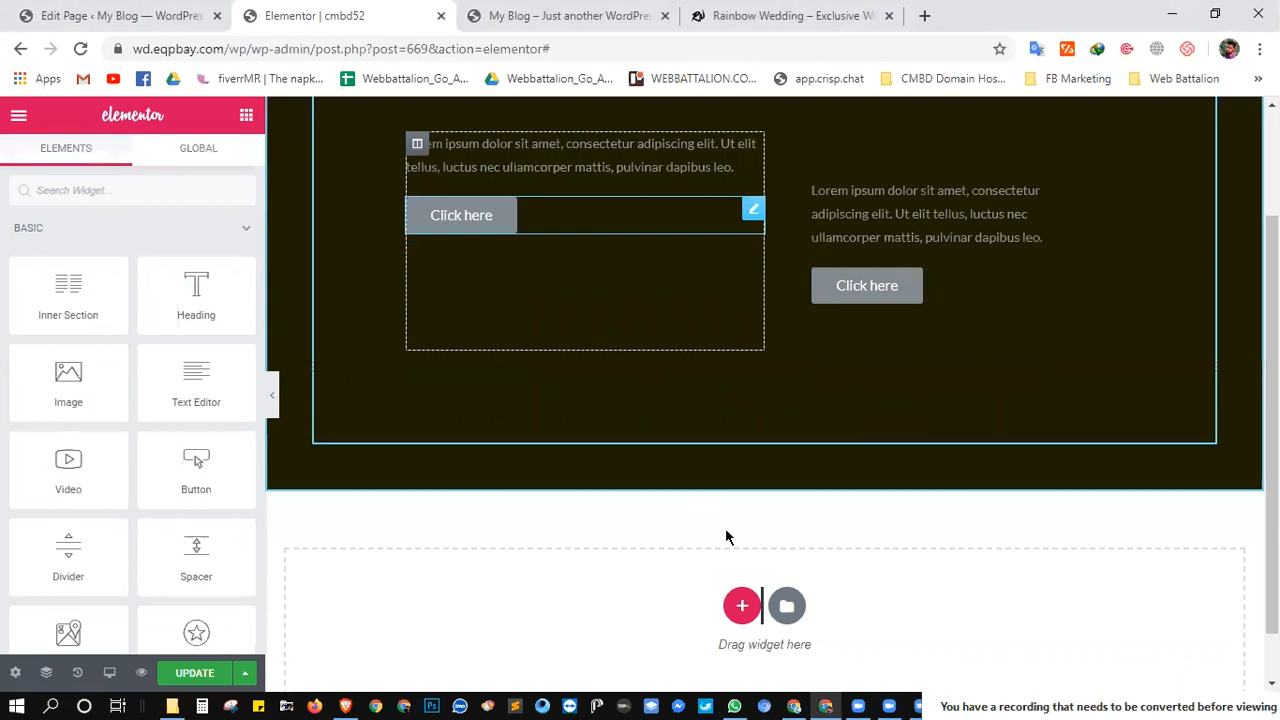 Edit Page ‹ My Blog — WordPres
Elementor | cmbd52
My Blog – Just another WordPres
Rainbow Wedding – Exclusive W
wd.eqpbay.com/wp/wp-admin/post.php?post=669&action=elementor#
Apps
fiverrMR | The napk...
Webbattalion_Go_A...
Webbattalion_Go_A...
WEBBATTALION.CO...
app.crisp.chat
CMBD Domain Hos...
FB Marketing
Web Battalion
elementor
ELEMENTS
GLOBAL
Search Widget...
BASIC
Inner Section
Heading
Image
Text Editor
Video
Button
Divider
Spacer
UPDATE
em ipsum dolor sit amet, consectetur adipiscing elit. Ut elit
tellus, luctus nec ullamcorper mattis, pulvinar dapibus leo.
Click here
Lorem ipsum dolor sit amet, consectetur
adipiscing elit. Ut elit tellus, luctus nec
ullamcorper mattis, pulvinar dapibus leo.
Click here
Drag widget here
You have a recording that needs to be converted before viewing